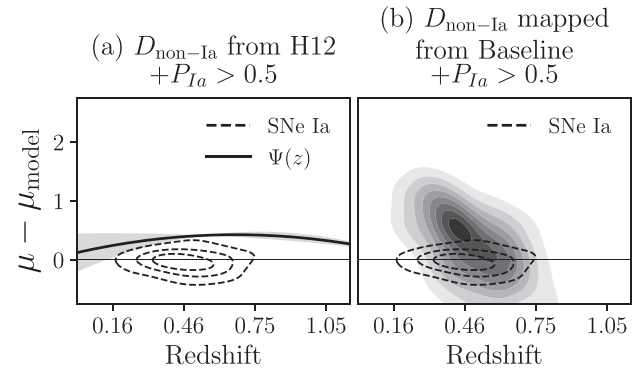 (a) D_non−Ia from H12
+P_Ia > 0.5
(b) D_non−Ia mapped
from Baseline
+P_Ia > 0.5
μ − μ_model
2
1
0
SNe Ia
Ψ(z)
SNe Ia
0.16 0.46 0.75 1.05
0.16 0.46 0.75 1.05
Redshift
Redshift